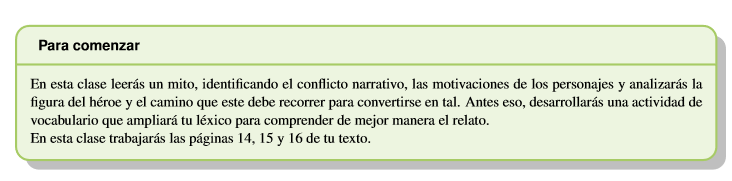 Para comenzar
En esta clase leerás un mito, identificando el conflicto narrativo, las motivaciones de los personajes y analizarás la
figura del héroe y el camino que este debe recorrer para convertirse en tal. Antes eso, desarrollarás una actividad de
vocabulario que ampliará tu léxico para comprender de mejor manera el relato.
En esta clase trabajarás las páginas 14, 15 y 16 de tu texto.